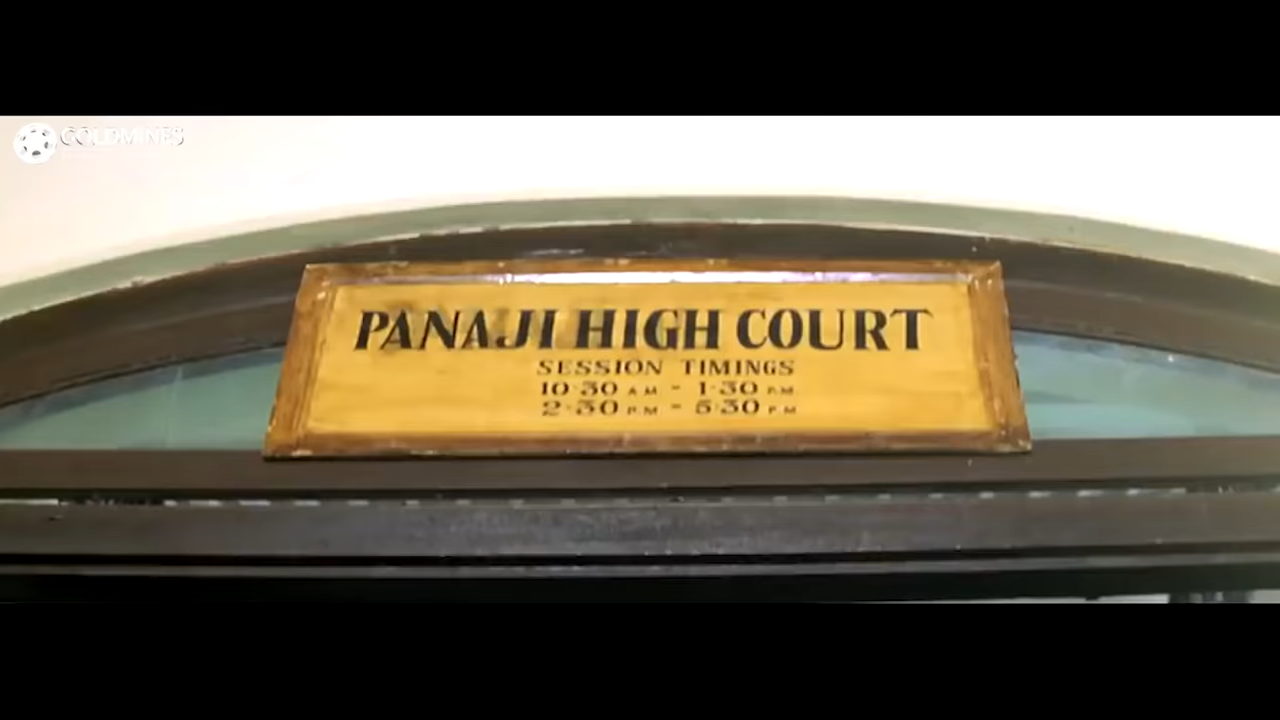 GOLDMINES
PANAJI HIGH COURT
SESSION TIMINGS
10·30 A M - 1·30 P M
2·30 P M - 5·30 P M